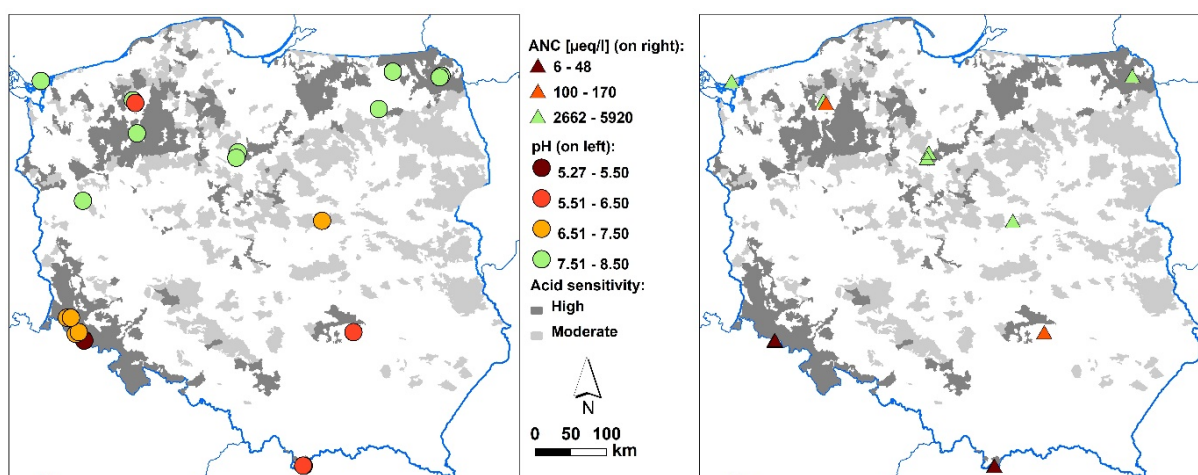 ANC [µeq/l] (on right):
6 - 48
100 - 170
2662 - 5920
pH (on left):
5.27 - 5.50
5.51 - 6.50
6.51 - 7.50
7.51 - 8.50
Acid sensitivity:
High
Moderate
N
0 50 100
km